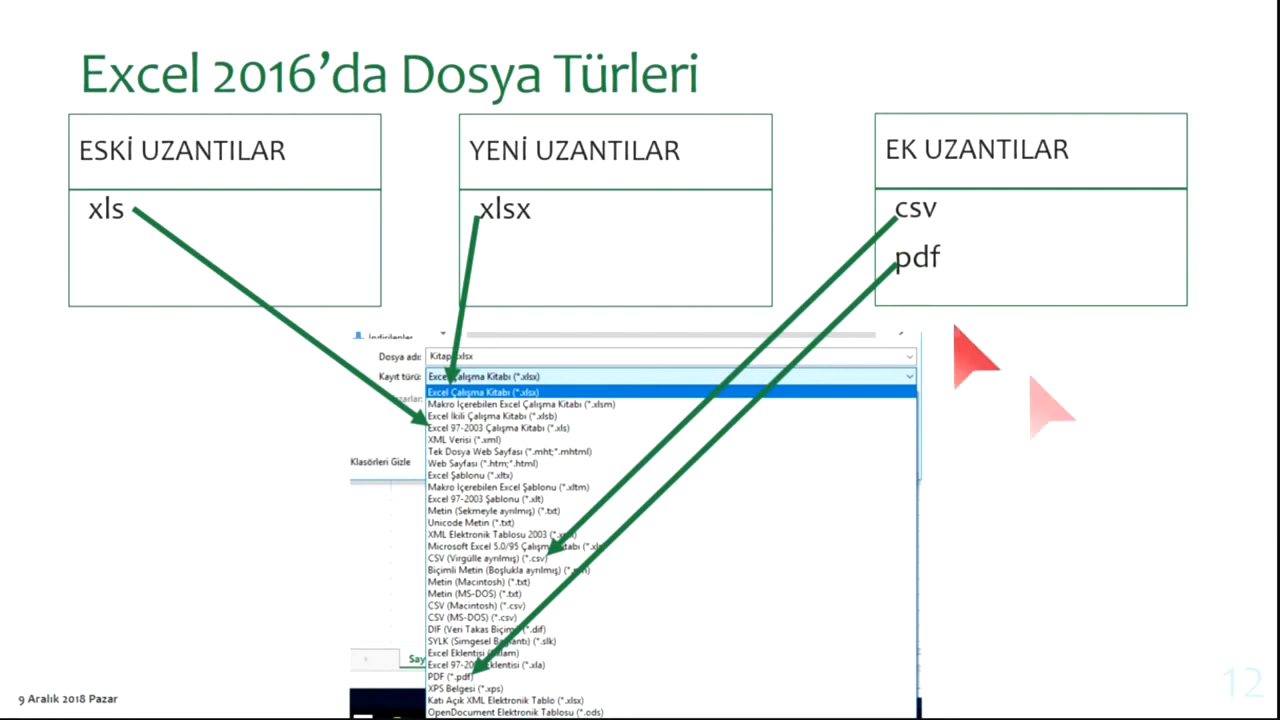 Excel 2016’da Dosya Türleri
ESKİ UZANTILAR
xls
YENİ UZANTILAR
xlsx
EK UZANTILAR
csv
pdf
İndirilenler
Dosya adı: Kitap.xlsx
Kayıt türü: Excel Çalışma Kitabı (*.xlsx)
Excel Çalışma Kitabı (*.xlsx)
Makro İçerebilen Excel Çalışma Kitabı (*.xlsm)
Excel İkili Çalışma Kitabı (*.xlsb)
Excel 97-2003 Çalışma Kitabı (*.xls)
XML Verisi (*.xml)
Tek Dosya Web Sayfası (*.mht;*.mhtml)
Klasörleri Gizle
Web Sayfası (*.htm;*.html)
Excel Şablonu (*.xltx)
Makro İçerebilen Excel Şablonu (*.xltm)
Excel 97-2003 Şablonu (*.xlt)
Metin (Sekmeyle ayrılmış) (*.txt)
Unicode Metin (*.txt)
XML Elektronik Tablosu 2003
Microsoft Excel 5.0/95 Çalışma Kitabı (*.xls
CSV (Virgülle ayrılmış) (*.csv)
Biçimli Metin (Boşlukla ayrılmış)
Metin (Macintosh) (*.txt)
Metin (MS-DOS) (*.txt)
CSV (Macintosh) (*.csv)
CSV (MS-DOS) (*.csv)
DIF (Veri Takas Biçimi) (*.dif)
SYLK (Simgesel Bağlantı) (*.slk)
Excel Eklentisi
Excel 97-2003 Eklentisi (*.xla)
PDF (*.pdf)
XPS Belgesi (*.xps)
Katı Açık XML Elektronik Tablo (*.xlsx)
OpenDocument Elektronik Tablosu (*.ods)
Say
9 Aralık 2018 Pazar
12